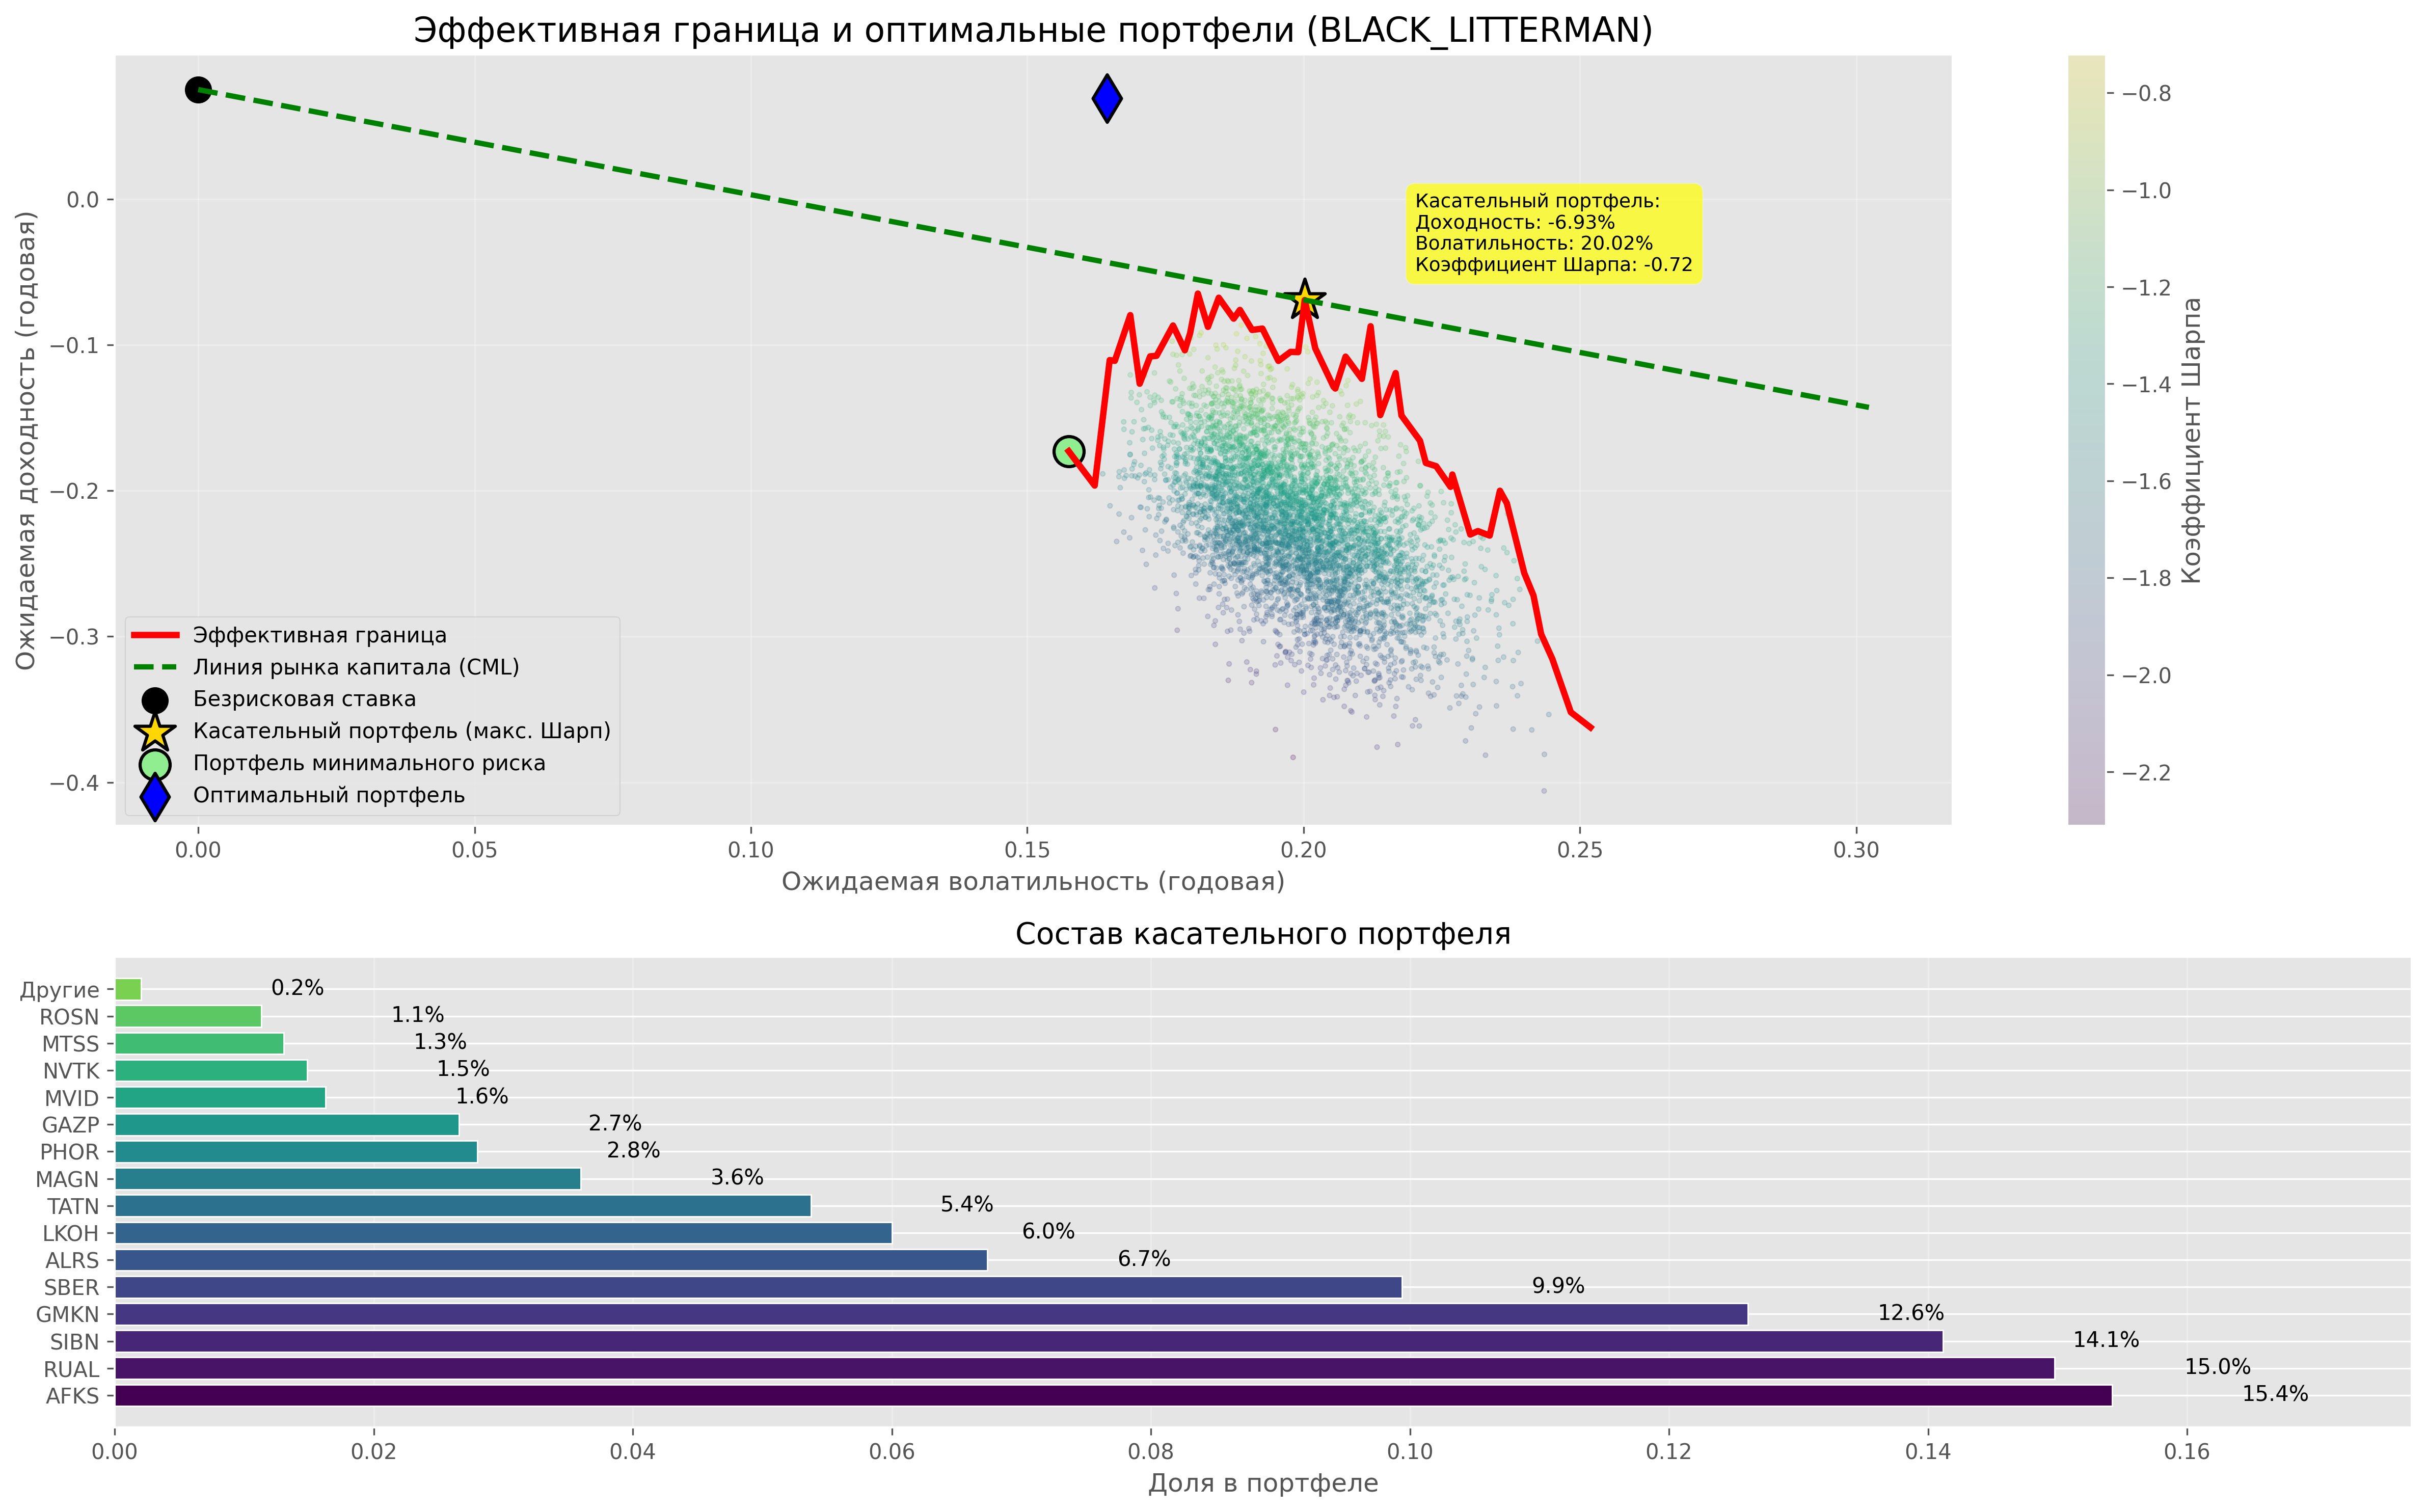 Эффективная граница и оптимальные портфели (BLACK_LITTERMAN)
Ожидаемая доходность (годовая)
0.0
−0.1
−0.2
−0.3
−0.4
Касательный портфель:
Доходность: -6.93%
Волатильность: 20.02%
Коэффициент Шарпа: -0.72
Эффективная граница
Линия рынка капитала (CML)
Безрисковая ставка
Касательный портфель (макс. Шарп)
Портфель минимального риска
Оптимальный портфель
0.00
0.05
0.10
0.15
0.20
0.25
0.30
Ожидаемая волатильность (годовая)
−0.8
−1.0
−1.2
−1.4
−1.6
−1.8
−2.0
−2.2
Коэффициент Шарпа
Состав касательного портфеля
Другие 0.2%
ROSN 1.1%
MTSS 1.3%
NVTK 1.5%
MVID 1.6%
GAZP 2.7%
PHOR 2.8%
MAGN 3.6%
TATN 5.4%
LKOH 6.0%
ALRS 6.7%
SBER 9.9%
GMKN 12.6%
SIBN 14.1%
RUAL 15.0%
AFKS 15.4%
0.00
0.02
0.04
0.06
0.08
0.10
0.12
0.14
0.16
Доля в портфеле